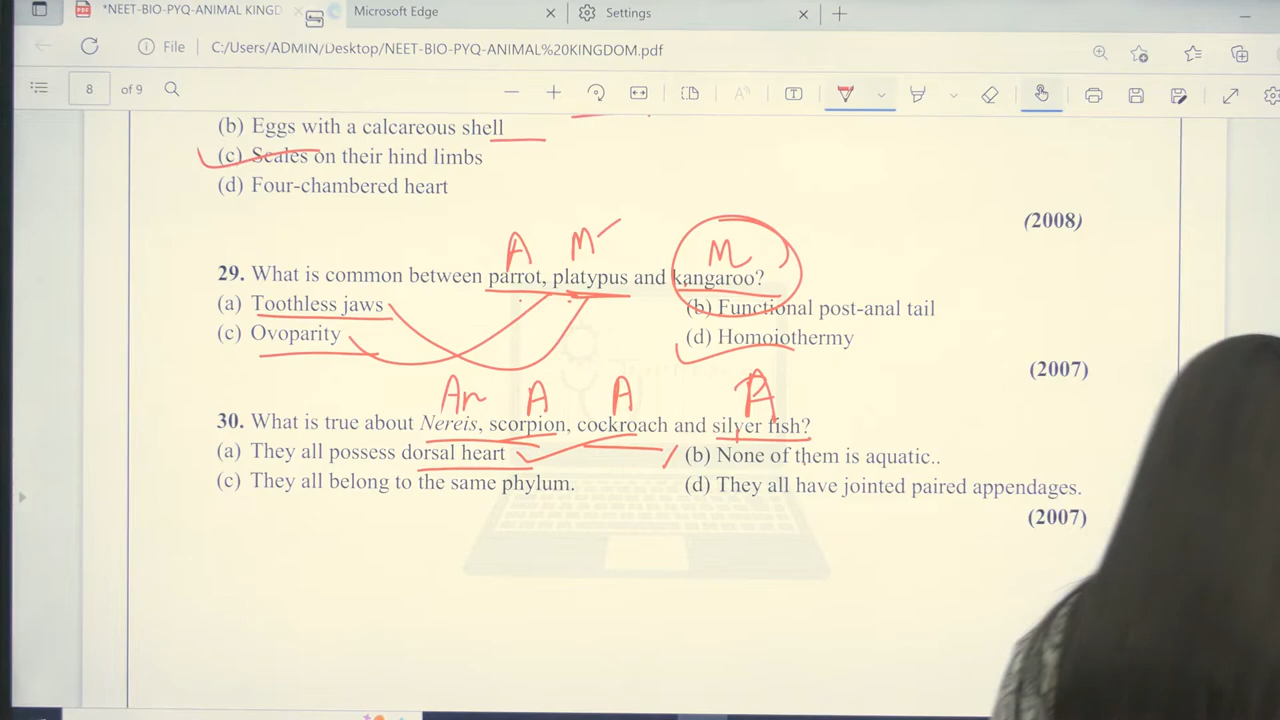 *NEET-BIO-PYQ-ANIMAL KINGD
Microsoft Edge
Settings
File
C:/Users/ADMIN/Desktop/NEET-BIO-PYQ-ANIMAL%20KINGDOM.pdf
8 of 9
(b) Eggs with a calcareous shell
(c) Scales on their hind limbs
(d) Four-chambered heart
(2008)
A M M
29. What is common between parrot, platypus and kangaroo?
(a) Toothless jaws (b) Functional post-anal tail
(c) Ovoparity (d) Homoiothermy
(2007)
An A A A
30. What is true about Nereis, scorpion, cockroach and silver fish?
(a) They all possess dorsal heart (b) None of them is aquatic..
(c) They all belong to the same phylum. (d) They all have jointed paired appendages.
(2007)